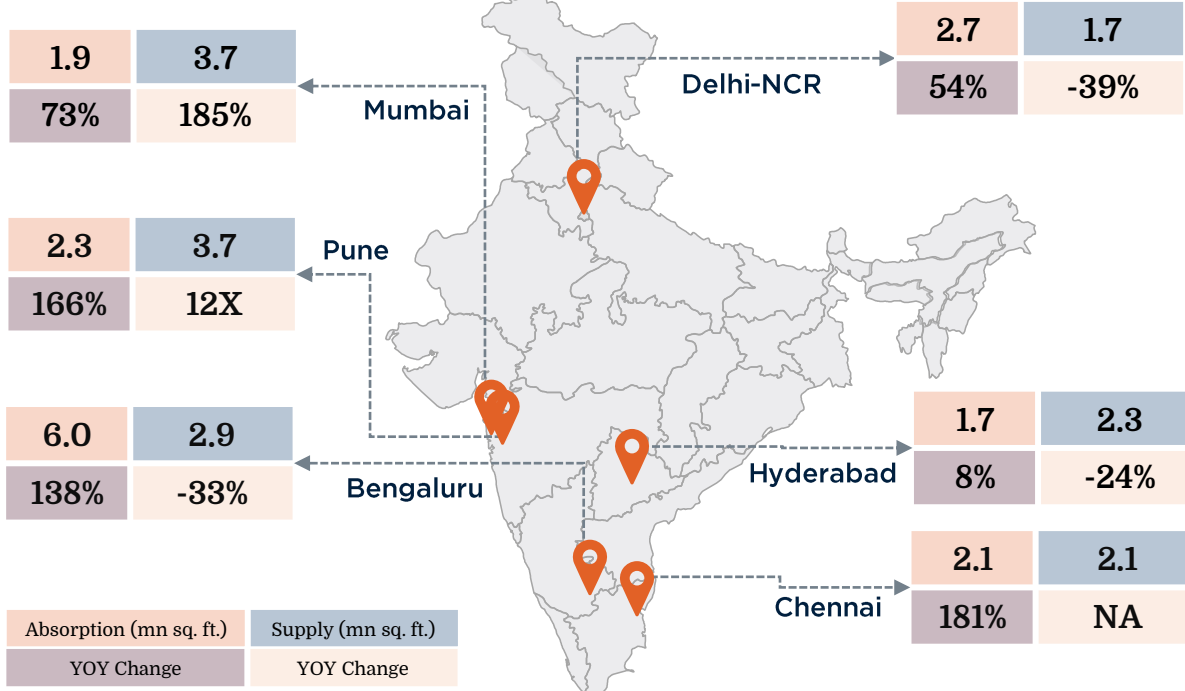 1.9 3.7
73% 185%
Mumbai
2.7 1.7
54% -39%
Delhi-NCR
2.3 3.7
166% 12X
Pune
6.0 2.9
138% -33%
Bengaluru
1.7 2.3
8% -24%
Hyderabad
2.1 2.1
181% NA
Chennai
Absorption (mn sq. ft.) Supply (mn sq. ft.)
YOY Change YOY Change